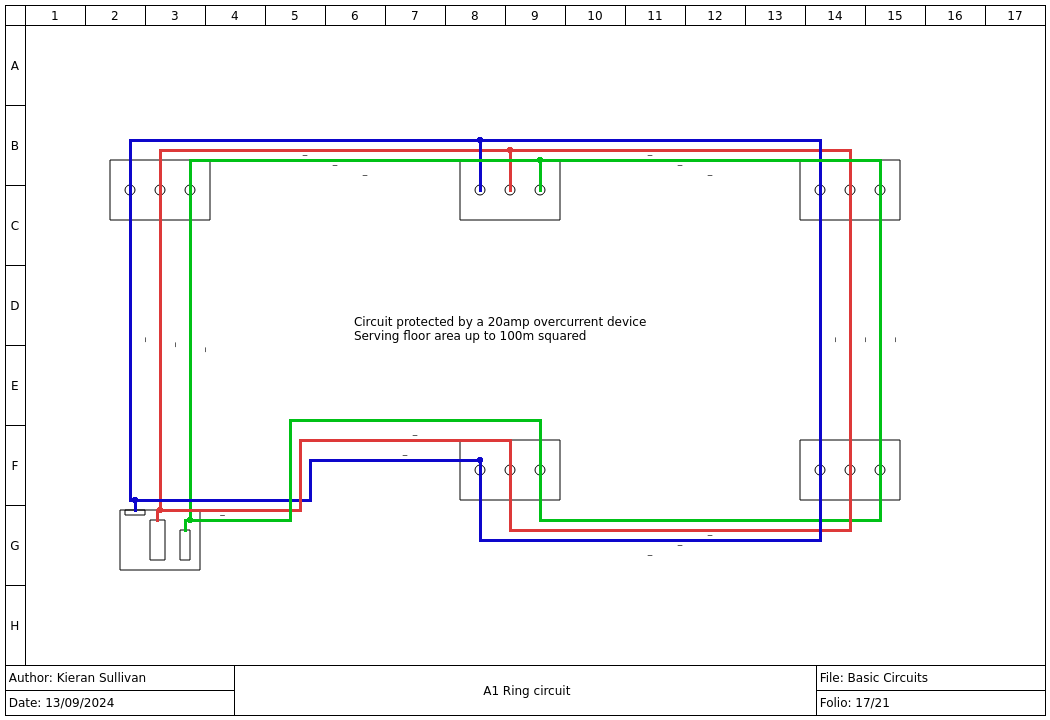 1 2 3 4 5 6 7 8 9 10 11 12 13 14 15 16 17
A
B
C
D
Circuit protected by a 20amp overcurrent device
Serving floor area up to 100m squared
E
F
G
H
Author: Kieran Sullivan
Date: 13/09/2024
A1 Ring circuit
File: Basic Circuits
Folio: 17/21